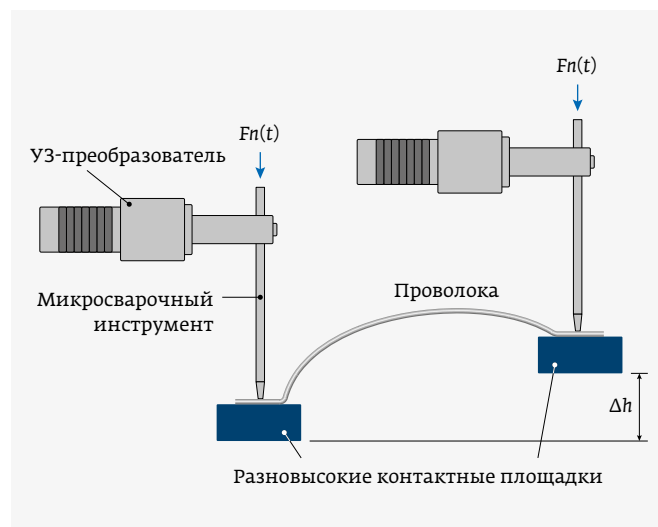 Fn(t)
Fn(t)
УЗ-преобразователь
Проволока
Микросварочный
инструмент
Δh
Разновысокие контактные площадки